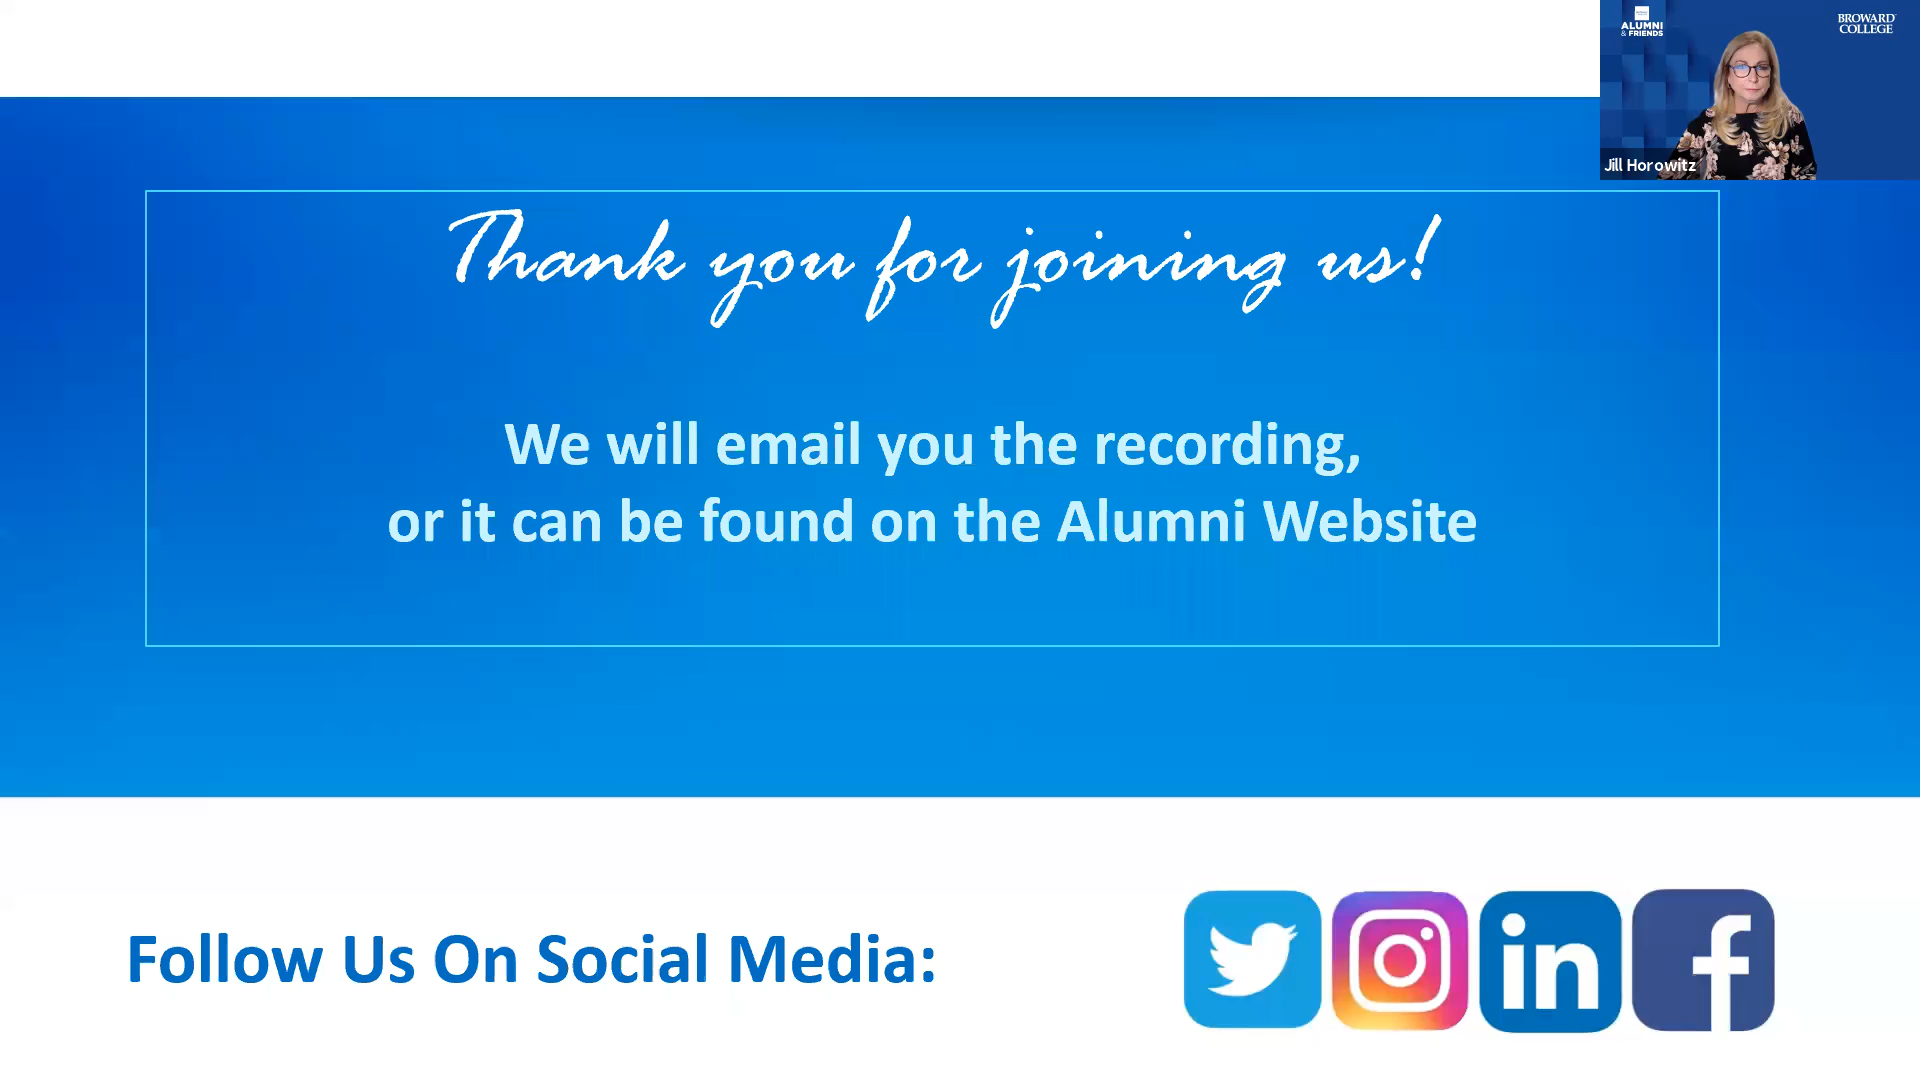 ALUMNI
& FRIENDS
BROWARD
COLLEGE
Jill Horowitz
Thank you for joining us!
We will email you the recording,
or it can be found on the Alumni Website
Follow Us On Social Media:
in
f